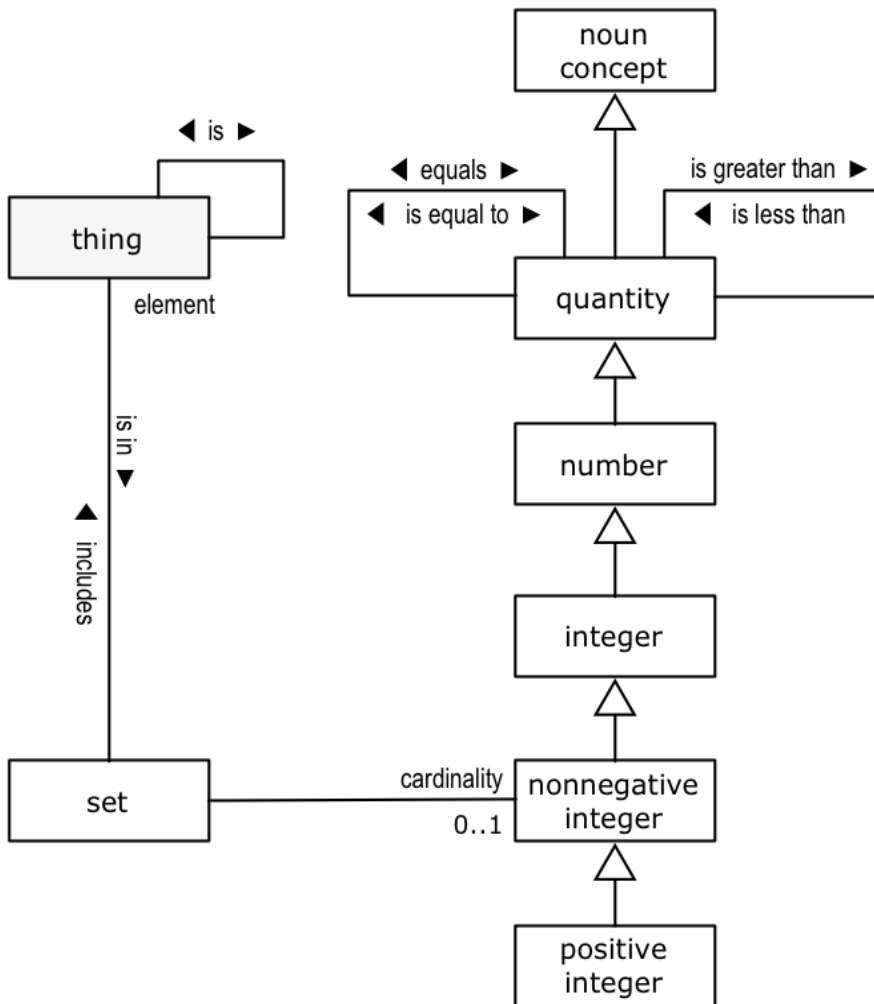 noun
concept
◄ is ►
◄ equals ►
is greater than ►
◄ is equal to ►
◄ is less than
thing
quantity
element
is in ►
number
◄ includes
integer
set
cardinality
0..1
nonnegative
integer
positive
integer